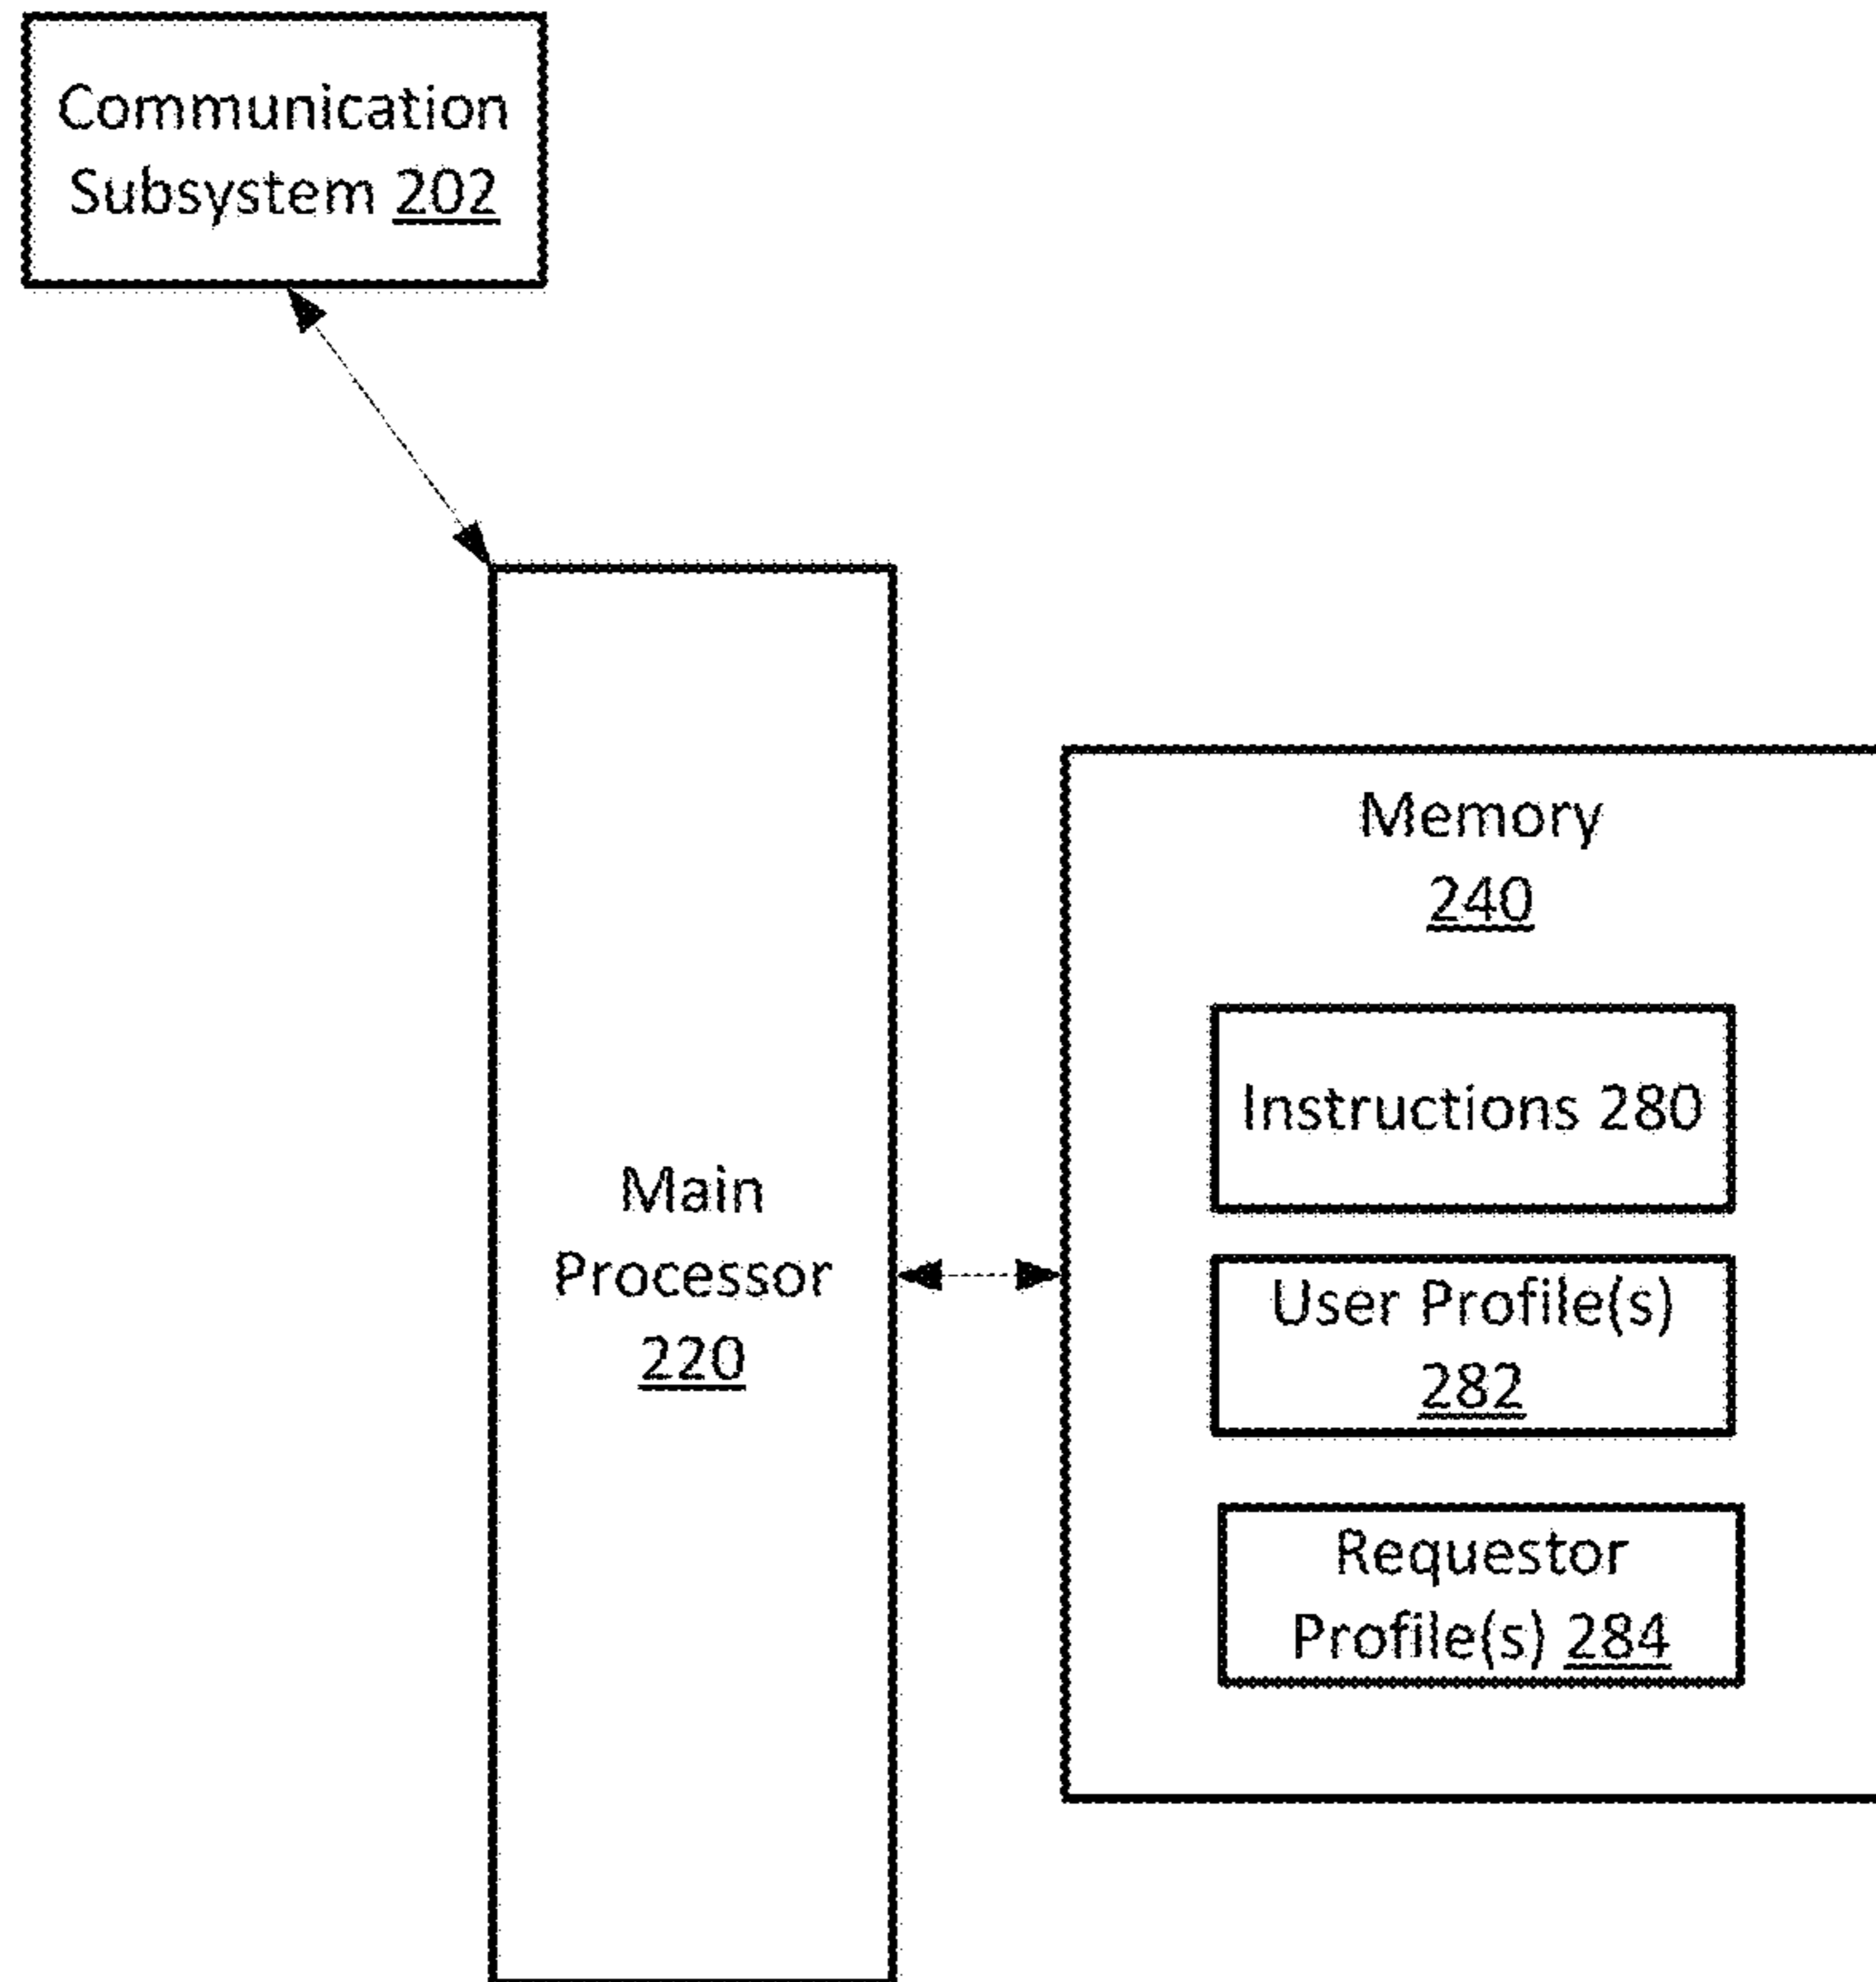 Communication
Subsystem 202
Memory
240
Instructions 280
Main
Processor
220
User Profile(s)
282
Requestor
Profile(s) 284